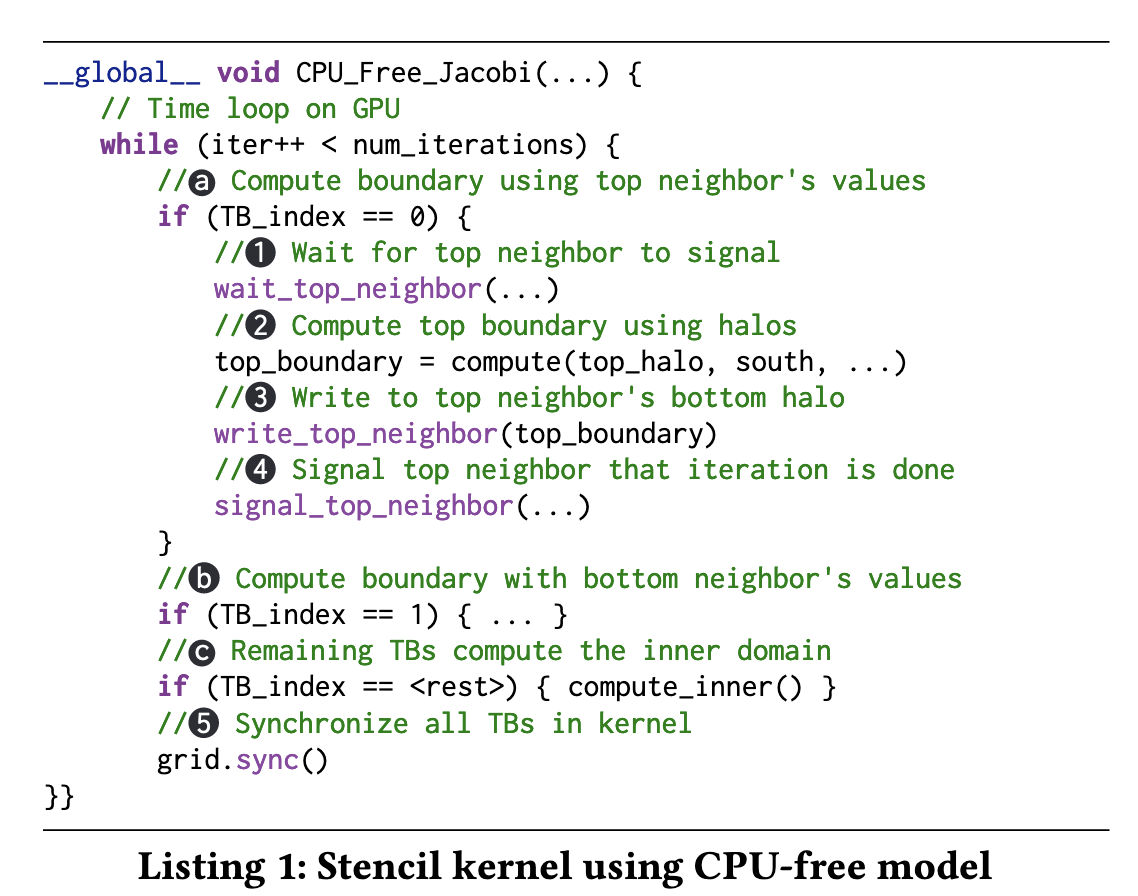 __global__ void CPU_Free_Jacobi(...) {
// Time loop on GPU
while (iter++ < num_iterations) {
//ⓐ Compute boundary using top neighbor's values
if (TB_index == 0) {
//❶ Wait for top neighbor to signal
wait_top_neighbor(...)
//❷ Compute top boundary using halos
top_boundary = compute(top_halo, south, ...)
//❸ Write to top neighbor's bottom halo
write_top_neighbor(top_boundary)
//❹ Signal top neighbor that iteration is done
signal_top_neighbor(...)
}
//ⓑ Compute boundary with bottom neighbor's values
if (TB_index == 1) { ... }
//ⓒ Remaining TBs compute the inner domain
if (TB_index == <rest>) { compute_inner() }
//❺ Synchronize all TBs in kernel
grid.sync()
}}
Listing 1: Stencil kernel using CPU-free model